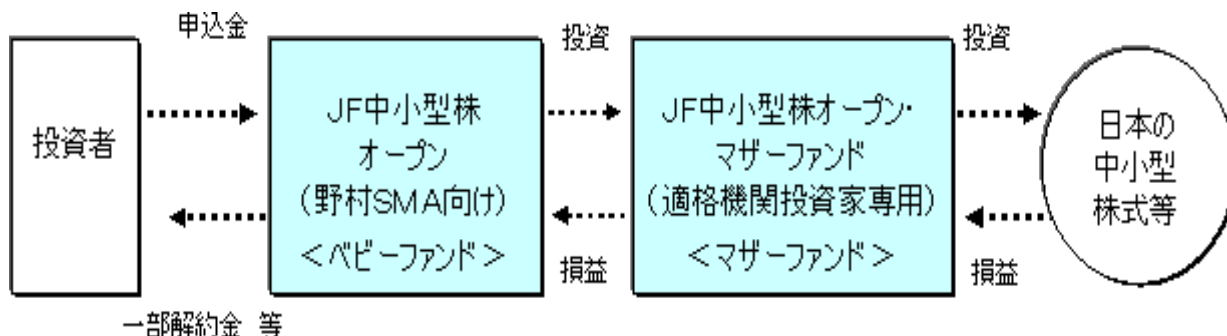 申込金
投資
投資
投資者
JF中小型株
オープン
(野村SMA向け)
＜ベビーファンド＞
JF中小型株オープン・
マザーファンド
(適格機関投資家専用)
＜マザーファンド＞
日本の
中小型
株式等
損益
損益
一部解約金 等